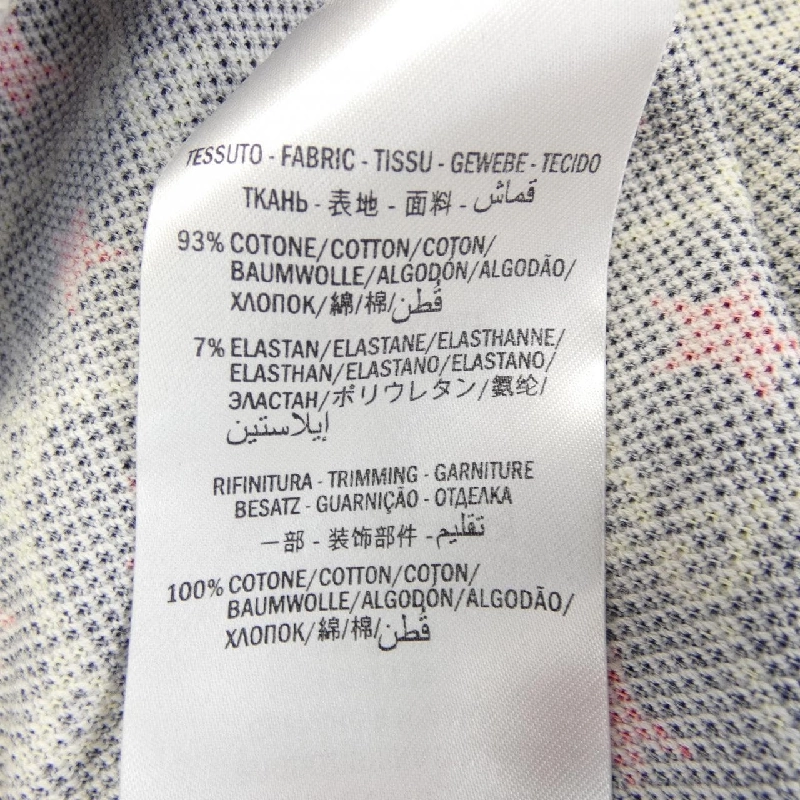 TESSUTO - FABRIC - TISSU - GEWEBE - TECIDO
ТКАНЬ - 表地 - 面料 - قماش
93% COTONE/COTTON/COTON/
BAUMWOLLE/ALGODÓN/ALGODÃO/
ХЛОПОК/綿/棉/قُطن
7% ELASTAN/ELASTANE/ELASTHANNE/
ELASTHAN/ELASTANO/ELASTANO/
ЭЛАСТАН/ポリウレタン/氨纶/
إيلاستين
RIFINITURA - TRIMMING - GARNITURE
BESATZ - GUARNIÇÃO - ОТДЕЛКА
一部 - 装饰部件 - تقليم
100% COTONE/COTTON/COTON/
BAUMWOLLE/ALGODÓN/ALGODÃO/
ХЛОПОК/綿/棉/قُطن